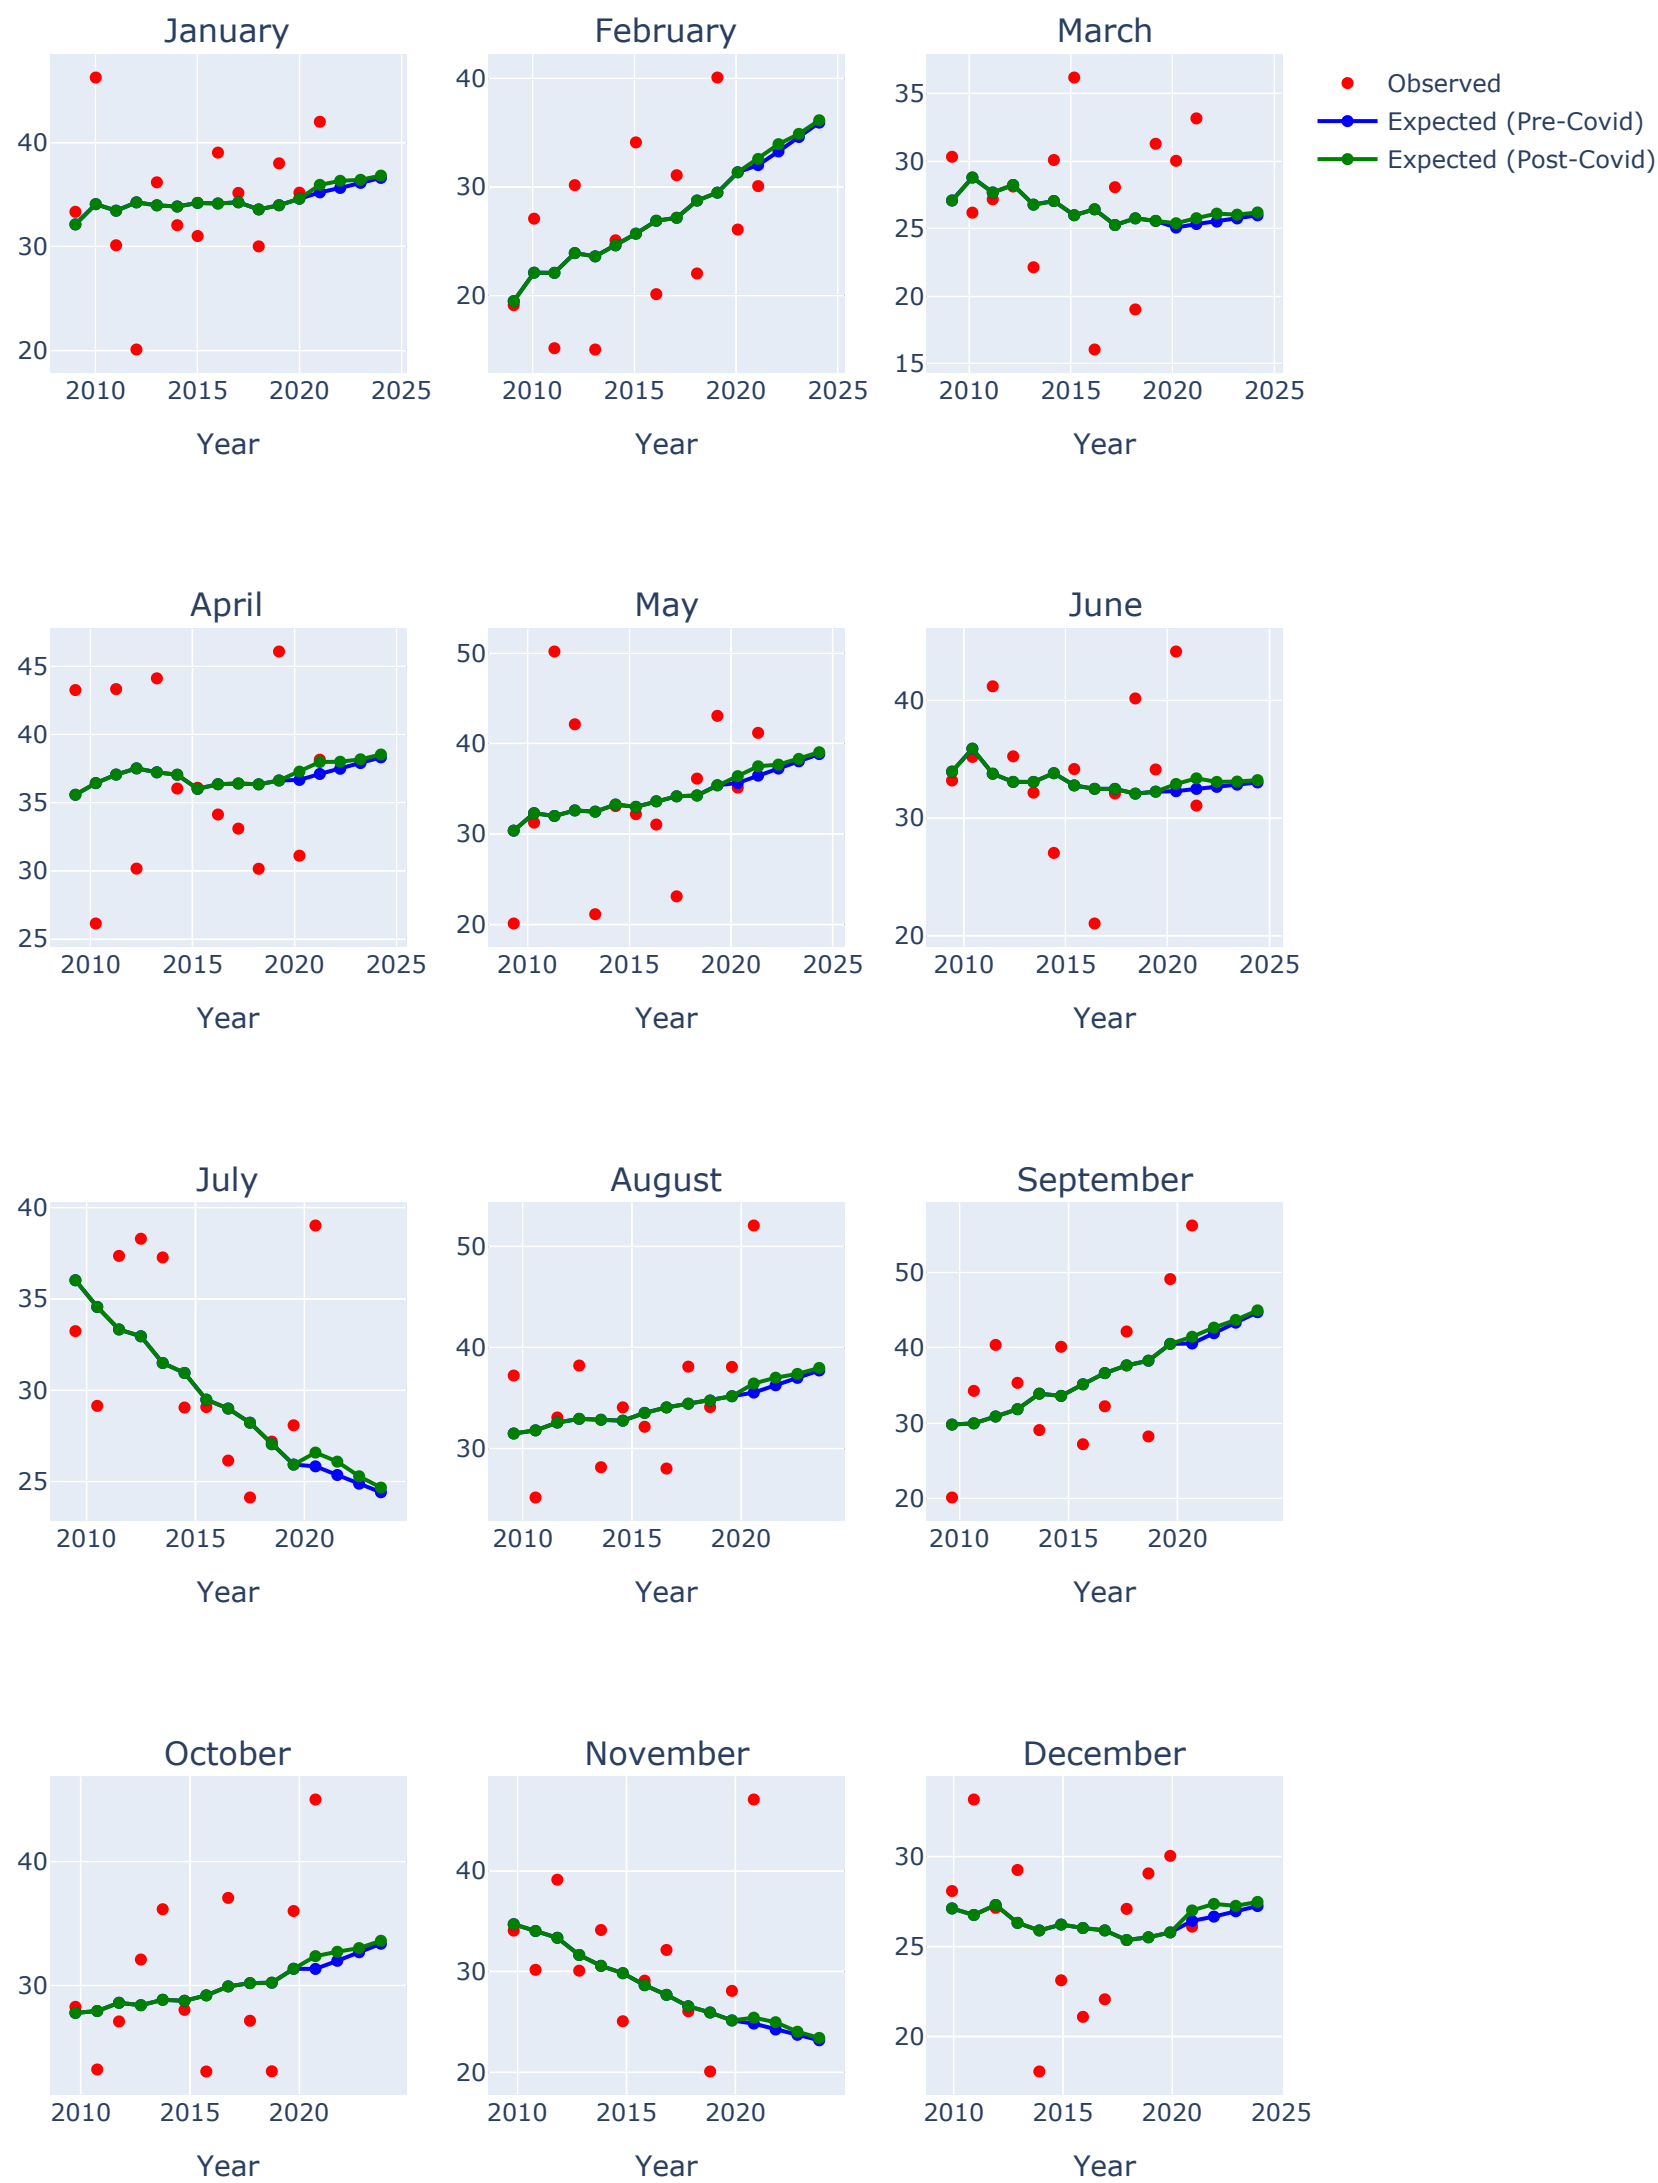 January February March
40
30
20
2010 2015 2020 2025
Year
40
30
20
2010 2015 2020 2025
Year
35
30
25
20
15
2010 2015 2020 2025
Year
Observed
Expected (Pre-Covid)
Expected (Post-Covid)
April May June
45
40
35
30
25
2010 2015 2020 2025
Year
50
40
30
20
2010 2015 2020 2025
Year
40
30
20
2010 2015 2020 2025
Year
July August September
40
35
30
25
2010 2015 2020
Year
50
40
30
2010 2015 2020
Year
50
40
30
20
2010 2015 2020
Year
October November December
40
30
2010 2015 2020
Year
40
30
20
2010 2015 2020
Year
30
25
20
2010 2015 2020 2025
Year